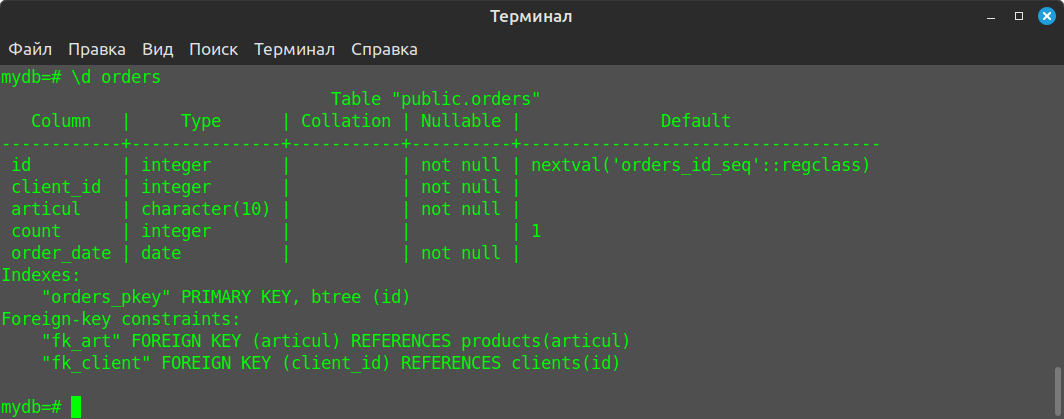 Терминал
Файл Правка Вид Поиск Терминал Справка
mydb=# \d orders
                                 Table "public.orders"
   Column   |     Type      | Collation | Nullable |              Default
------------+---------------+-----------+----------+------------------------------------
 id         | integer       |           | not null | nextval('orders_id_seq'::regclass)
 client_id  | integer       |           | not null |
 articul    | character(10) |           | not null |
 count      | integer       |           |          | 1
 order_date | date          |           | not null |
Indexes:
    "orders_pkey" PRIMARY KEY, btree (id)
Foreign-key constraints:
    "fk_art" FOREIGN KEY (articul) REFERENCES products(articul)
    "fk_client" FOREIGN KEY (client_id) REFERENCES clients(id)
mydb=#